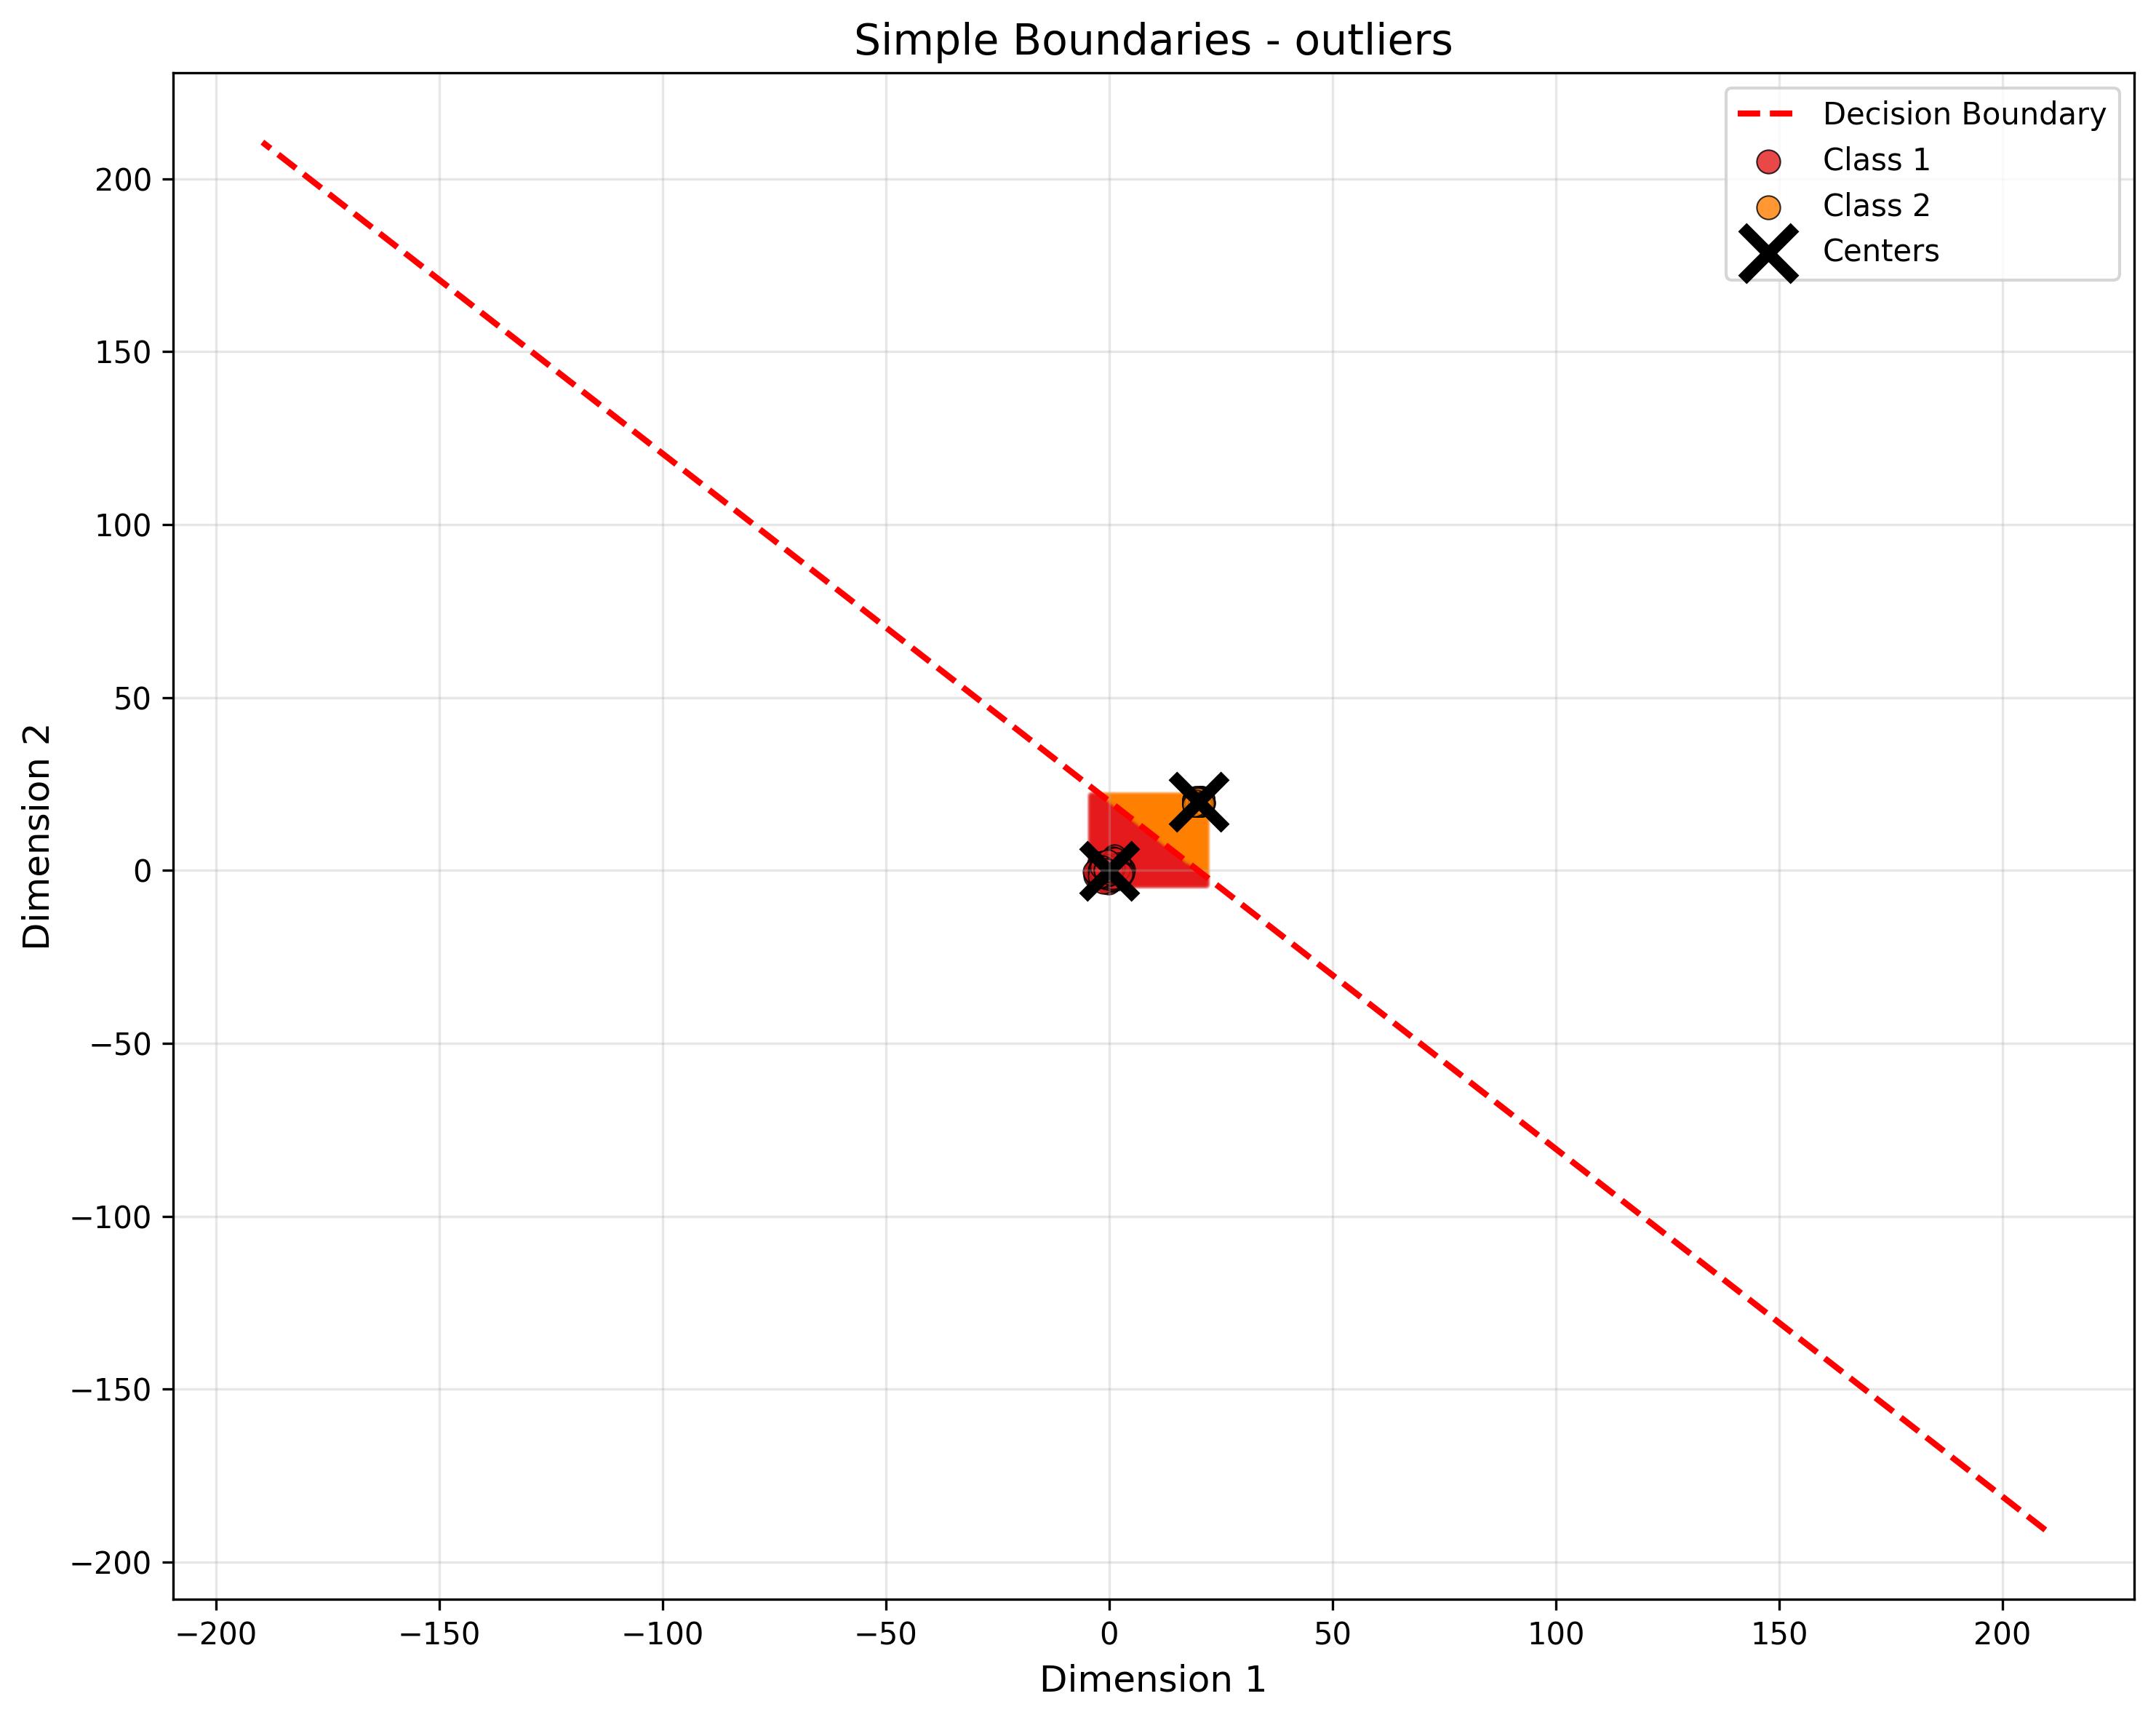 Simple Boundaries - outliers
Decision Boundary
Class 1
Class 2
Centers
Dimension 2
200
150
100
50
0
−50
−100
−150
−200
−200 −150 −100 −50 0 50 100 150 200
Dimension 1